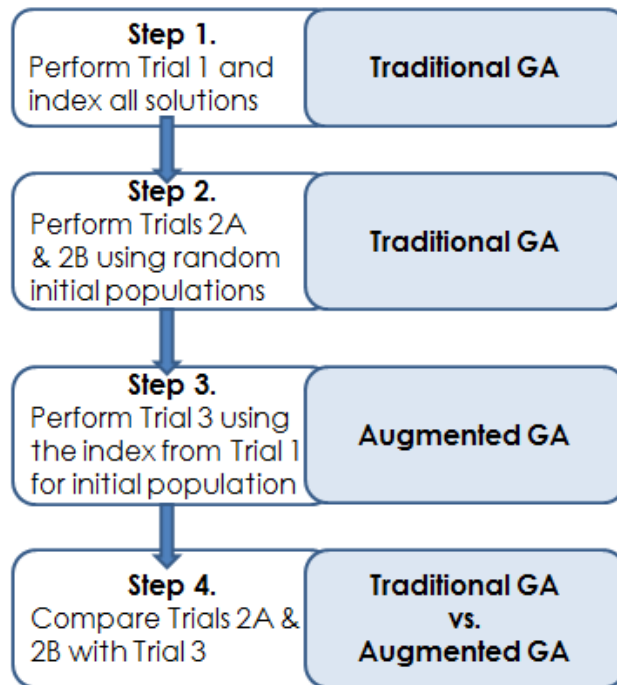 Step 1.
Perform Trial 1 and
index all solutions
Traditional GA
Step 2.
Perform Trials 2A
& 2B using random
initial populations
Traditional GA
Step 3.
Perform Trial 3 using
the index from Trial 1
for initial population
Augmented GA
Step 4.
Compare Trials 2A &
2B with Trial 3
Traditional GA
vs.
Augmented GA